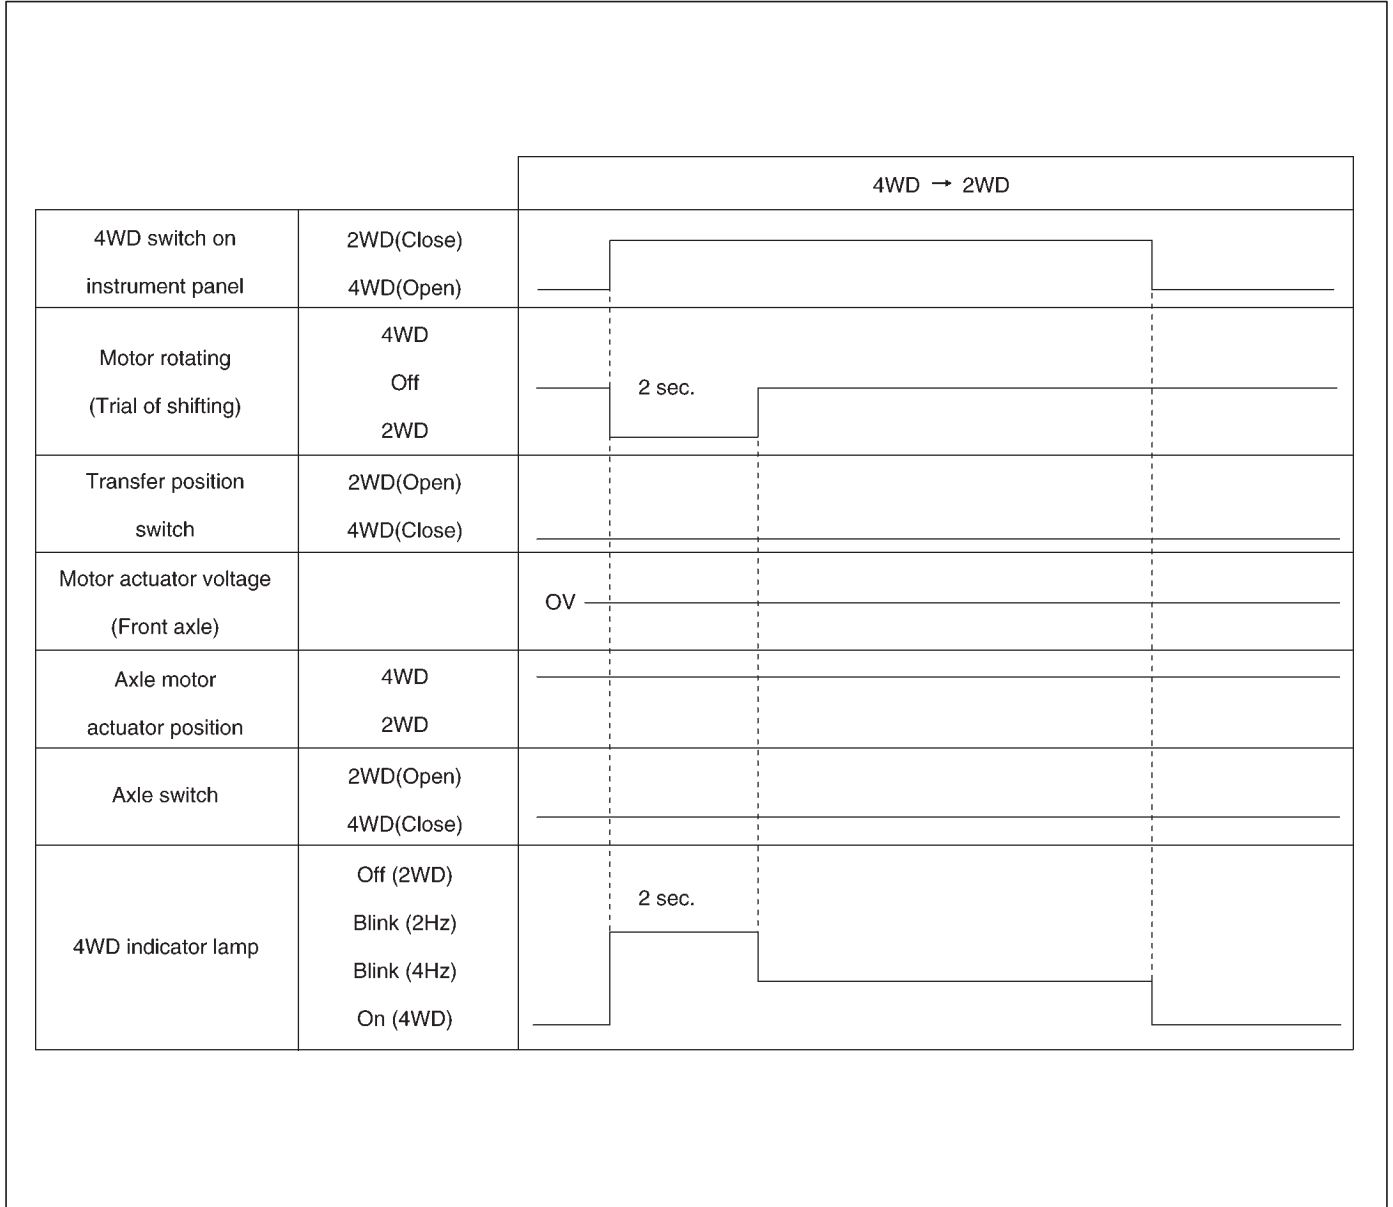 4WD → 2WD
4WD switch on
instrument panel
2WD(Close)
4WD(Open)
Motor rotating
(Trial of shifting)
4WD
Off
2WD
2 sec.
Transfer position
switch
2WD(Open)
4WD(Close)
Motor actuator voltage
(Front axle)
OV
Axle motor
actuator position
4WD
2WD
Axle switch
2WD(Open)
4WD(Close)
4WD indicator lamp
Off (2WD)
Blink (2Hz)
Blink (4Hz)
On (4WD)
2 sec.